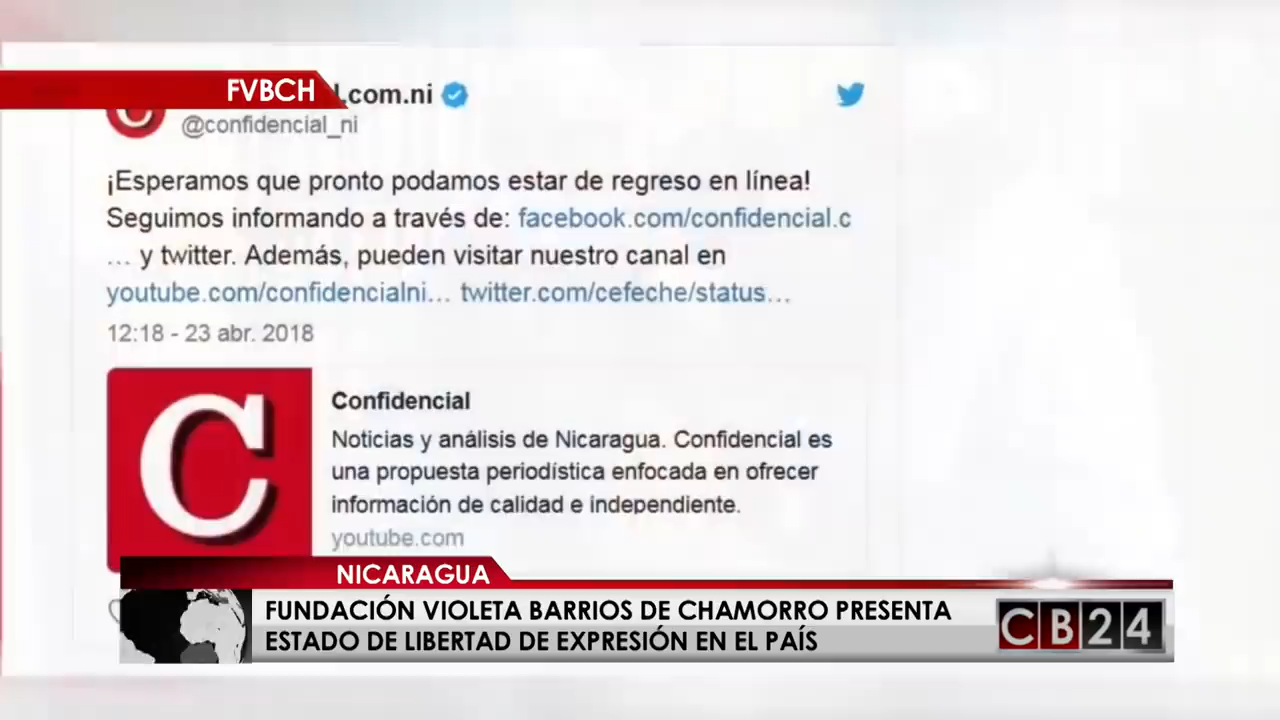 FVBCH
l.com.ni
@confidencial_ni
¡Esperamos que pronto podamos estar de regreso en línea!
Seguimos informando a través de: facebook.com/confidencial.c
… y twitter. Además, pueden visitar nuestro canal en
youtube.com/confidencialni… twitter.com/cefeche/status…
12:18 - 23 abr. 2018
C
Confidencial
Noticias y análisis de Nicaragua. Confidencial es
una propuesta periodística enfocada en ofrecer
información de calidad e independiente.
youtube.com
NICARAGUA
FUNDACIÓN VIOLETA BARRIOS DE CHAMORRO PRESENTA
ESTADO DE LIBERTAD DE EXPRESIÓN EN EL PAÍS
CB24